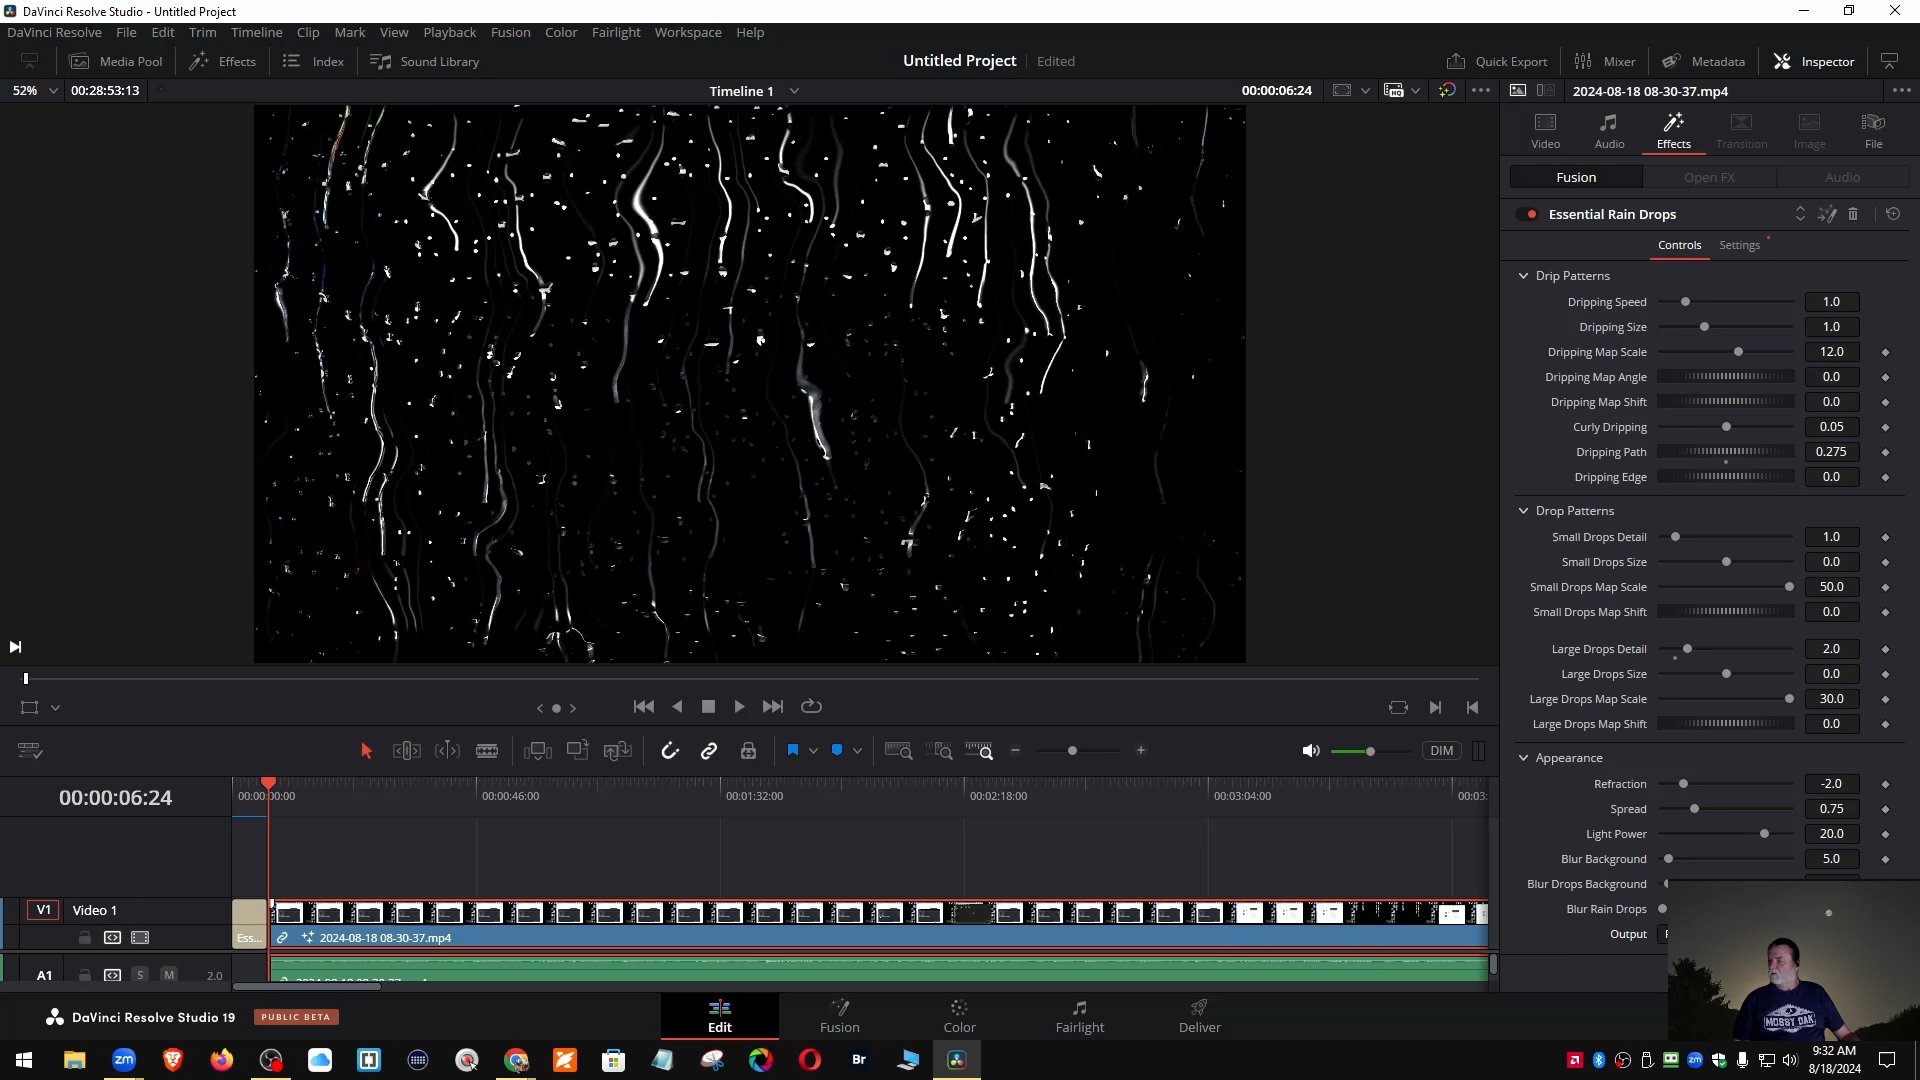 DaVinci Resolve Studio - Untitled Project
DaVinci Resolve File Edit Trim Timeline Clip Mark View Playback Fusion Color Fairlight Workspace Help
Media Pool Effects Index Sound Library Untitled Project Edited Quick Export Mixer Metadata Inspector
52% 00:28:53:13 Timeline 1 00:00:06:24 HQ 2024-08-18 08-30-37.mp4
Video Audio Effects Transition Image File
Fusion Open FX Audio
Essential Rain Drops
Controls Settings
Drip Patterns
Dripping Speed 1.0
Dripping Size 1.0
Dripping Map Scale 12.0
Dripping Map Angle 0.0
Dripping Map Shift 0.0
Curly Dripping 0.05
Dripping Path 0.275
Dripping Edge 0.0
Drop Patterns
Small Drops Detail 1.0
Small Drops Size 0.0
Small Drops Map Scale 50.0
Small Drops Map Shift 0.0
Large Drops Detail 2.0
Large Drops Size 0.0
Large Drops Map Scale 30.0
Large Drops Map Shift 0.0
Appearance
Refraction -2.0
Spread 0.75
Light Power 20.0
Blur Background 5.0
Blur Drops Background
Blur Rain Drops
Output
DIM
00:00:06:24
00:00:00:00 00:00:46:00 00:01:32:00 00:02:18:00 00:03:04:00 00:03:
V1 Video 1
Ess... 2024-08-18 08-30-37.mp4
A1 S M 2.0
MOSSY OAK
DaVinci Resolve Studio 19 PUBLIC BETA
Edit Fusion Color Fairlight Deliver
zm Br zm
9:32 AM
8/18/2024